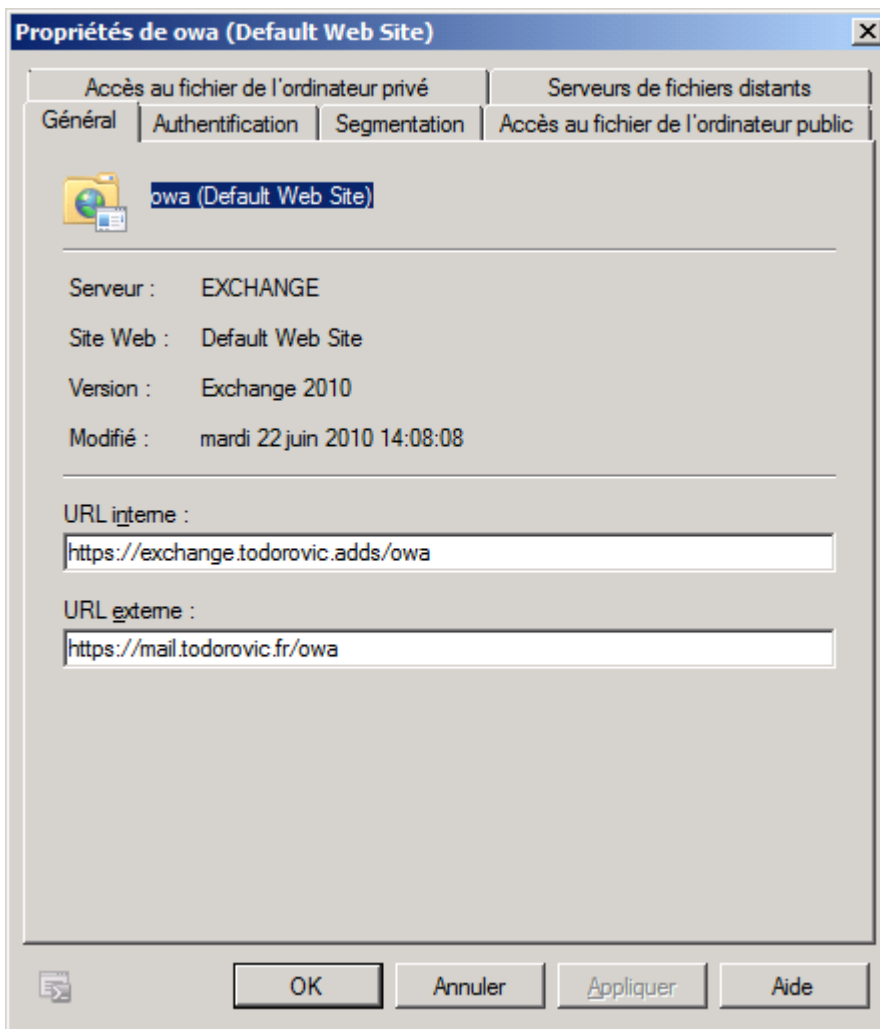 Propriétés de owa (Default Web Site)
Accès au fichier de l'ordinateur privé
Serveurs de fichiers distants
Général
Authentification
Segmentation
Accès au fichier de l'ordinateur public
owa (Default Web Site)
Serveur : EXCHANGE
Site Web : Default Web Site
Version : Exchange 2010
Modifié : mardi 22 juin 2010 14:08:08
URL interne :
https://exchange.todorovic.adds/owa
URL externe :
https://mail.todorovic.fr/owa
OK
Annuler
Appliquer
Aide